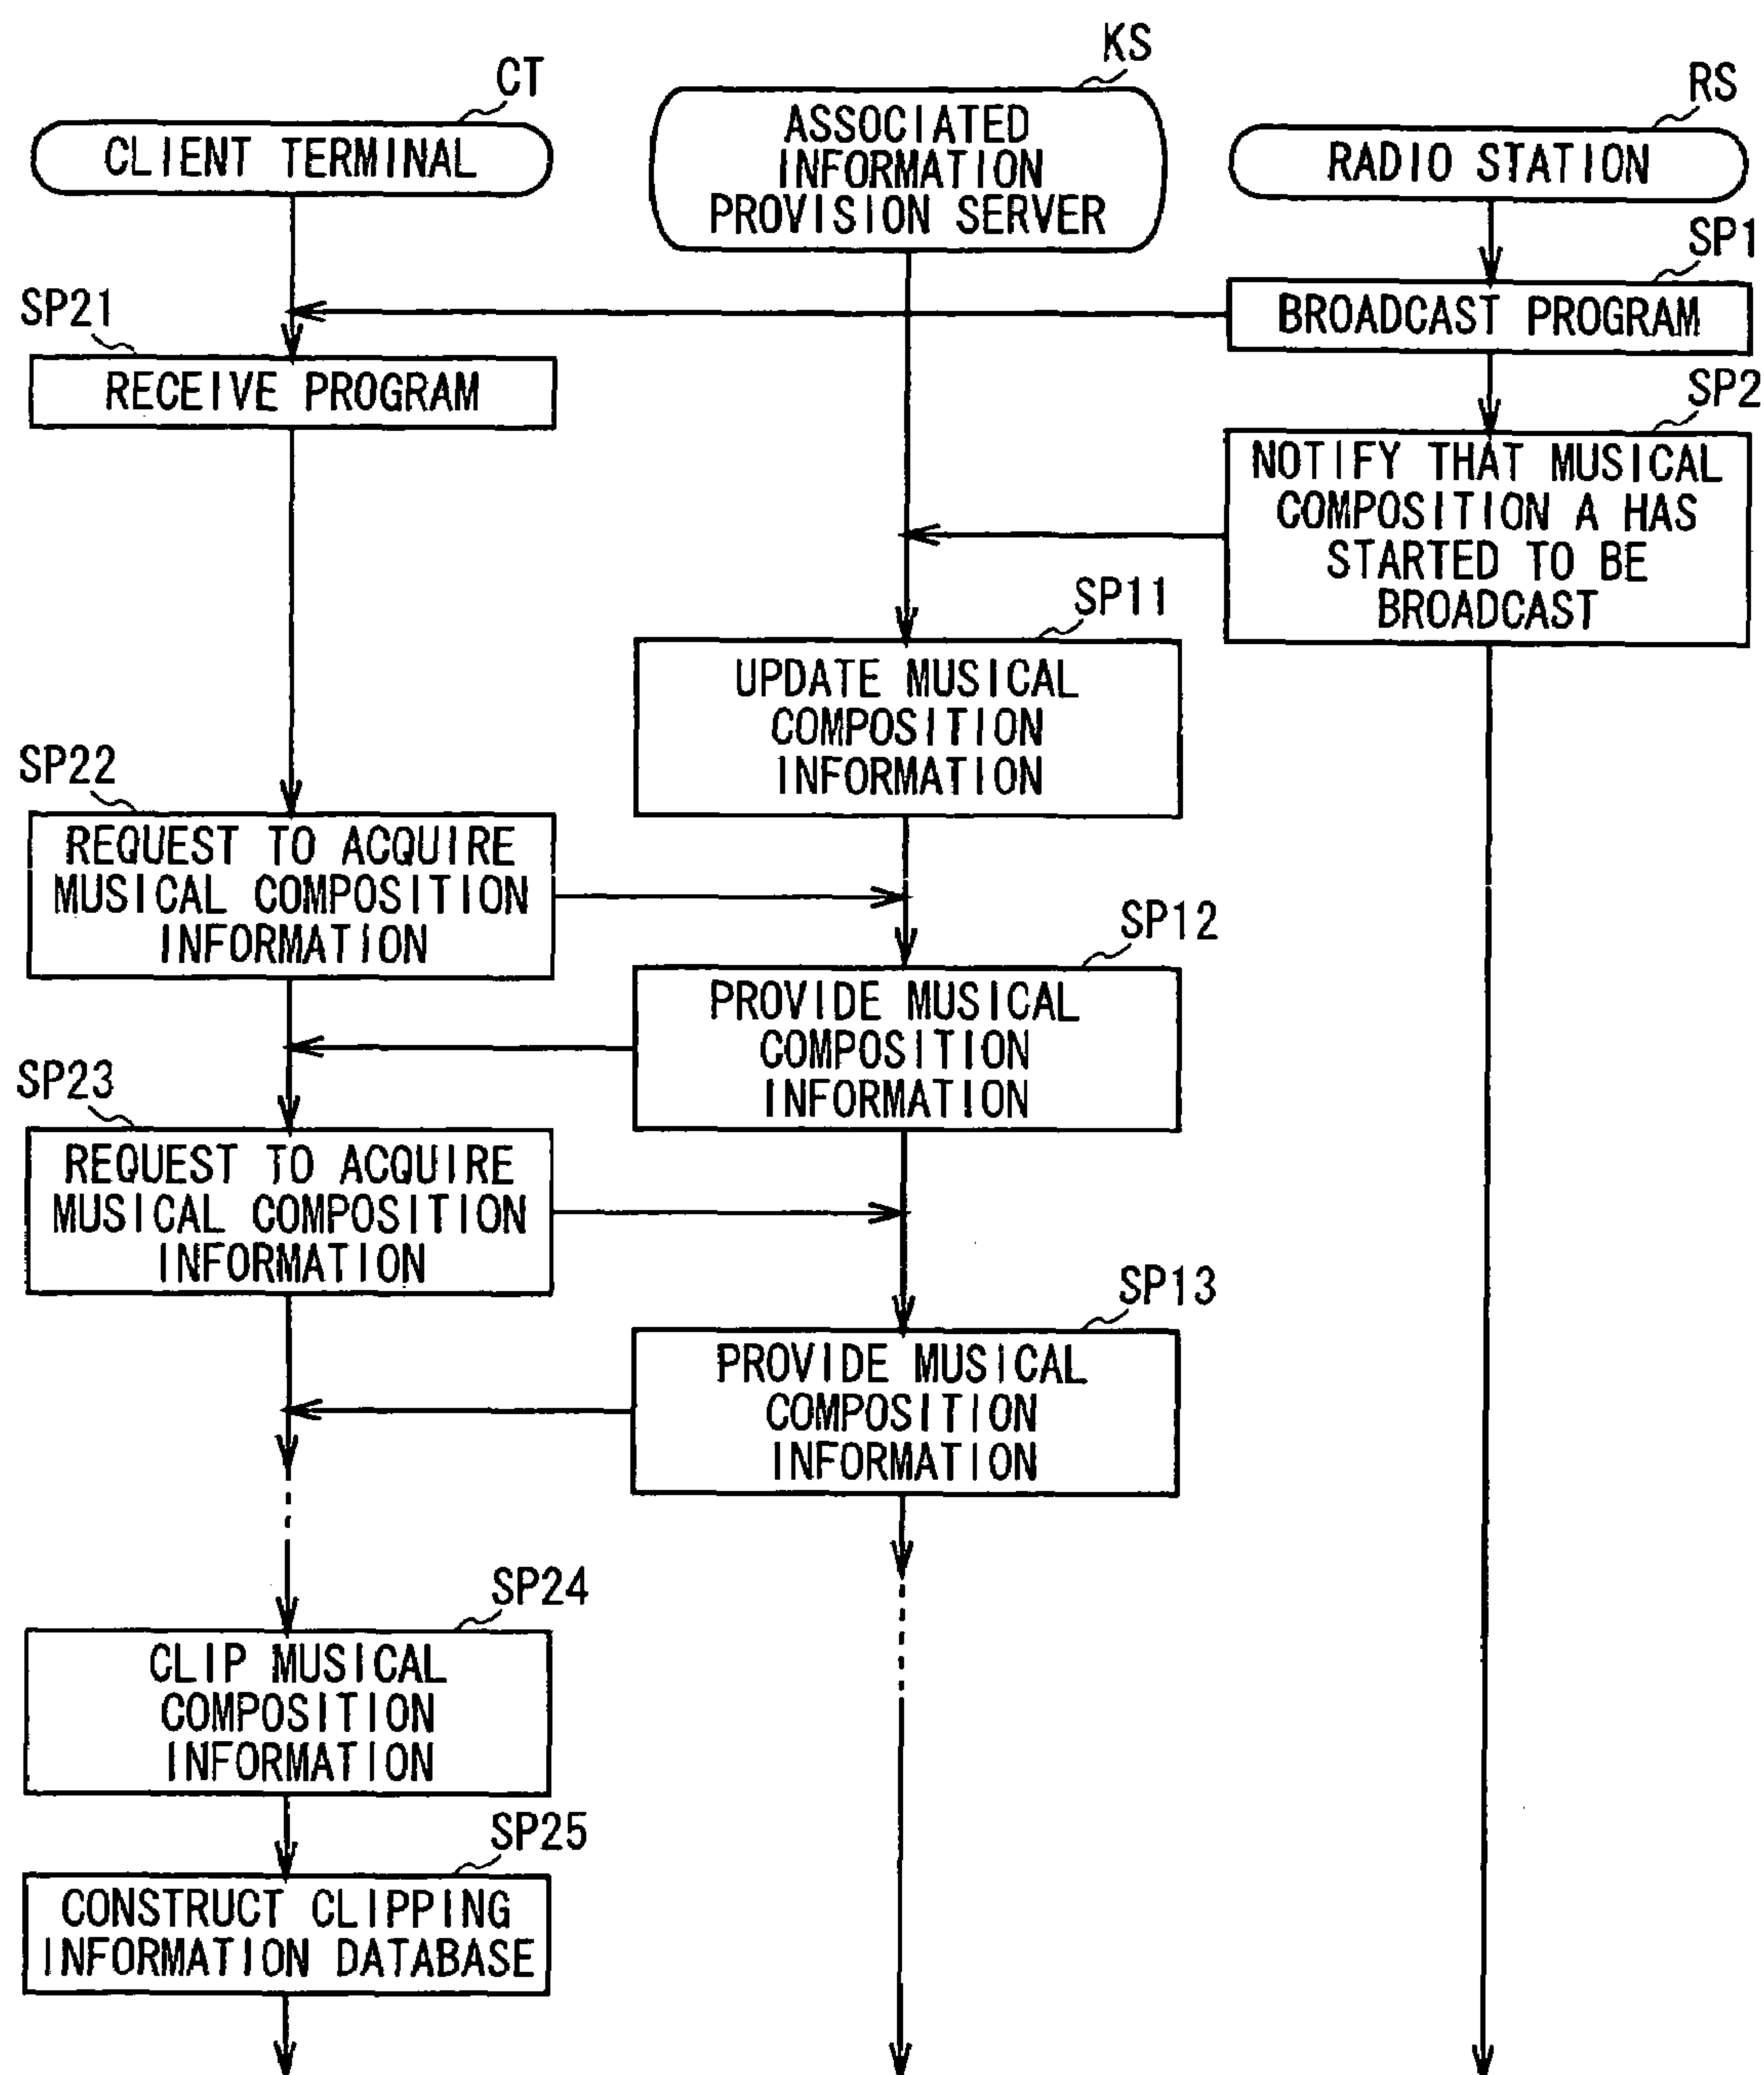 KS
CT
RS
CLIENT TERMINAL
ASSOCIATED
INFORMATION
PROVISION SERVER
RADIO STATION
SP1
BROADCAST PROGRAM
SP21
RECEIVE PROGRAM
SP2
NOTIFY THAT MUSICAL
COMPOSITION A HAS
STARTED TO BE
BROADCAST
SP11
UPDATE MUSICAL
COMPOSITION
INFORMATION
SP22
REQUEST TO ACQUIRE
MUSICAL COMPOSITION
INFORMATION
SP12
PROVIDE MUSICAL
COMPOSITION
INFORMATION
SP23
REQUEST TO ACQUIRE
MUSICAL COMPOSITION
INFORMATION
SP13
PROVIDE MUSICAL
COMPOSITION
INFORMATION
SP24
CLIP MUSICAL
COMPOSITION
INFORMATION
SP25
CONSTRUCT CLIPPING
INFORMATION DATABASE